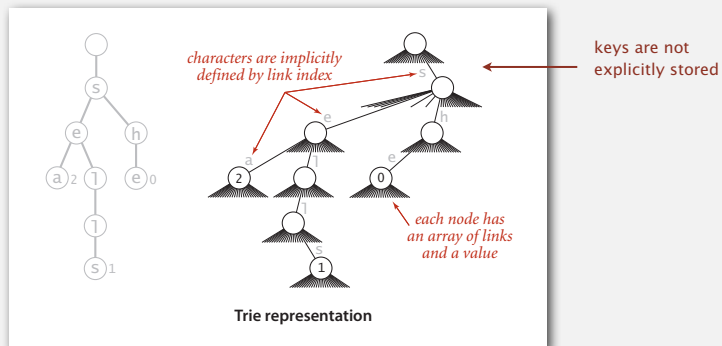 characters are implicitly
defined by link index
keys are not
explicitly stored
s
s
e
h
e
h
a
2
l
e
0
e
a
l
e
2
0
l
l
each node has
an array of links
and a value
s
1
s
1
Trie representation